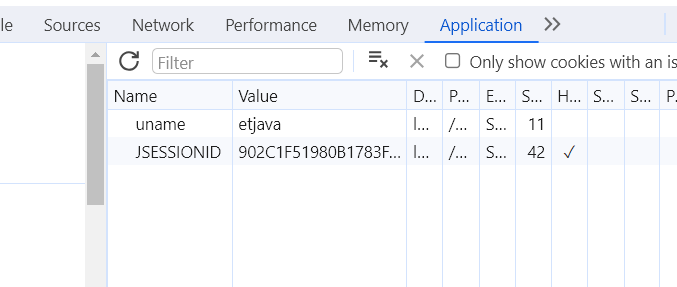 le Sources Network Performance Memory Application
Filter Only show cookies with an is
Name Value D... P... E... S... H... S... S... P.
uname etjava l... /... S... 11
JSESSIONID 902C1F51980B1783F... l... /... S... 42 ✓